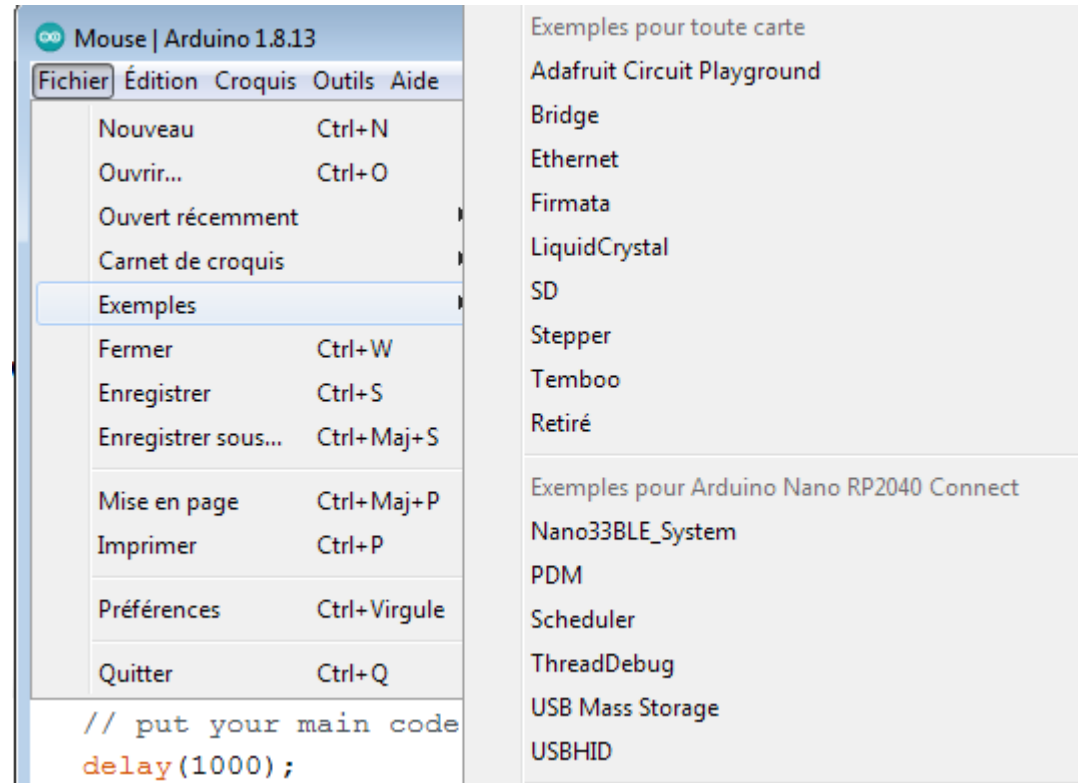 Mouse | Arduino 1.8.13
Fichier Édition Croquis Outils Aide
Nouveau Ctrl+N
Ouvrir... Ctrl+O
Ouvert récemment
Carnet de croquis
Exemples
Fermer Ctrl+W
Enregistrer Ctrl+S
Enregistrer sous... Ctrl+Maj+S
Mise en page Ctrl+Maj+P
Imprimer Ctrl+P
Préférences Ctrl+Virgule
Quitter Ctrl+Q
// put your main code
delay(1000);
Exemples pour toute carte
Adafruit Circuit Playground
Bridge
Ethernet
Firmata
LiquidCrystal
SD
Stepper
Temboo
Retiré
Exemples pour Arduino Nano RP2040 Connect
Nano33BLE_System
PDM
Scheduler
ThreadDebug
USB Mass Storage
USBHID